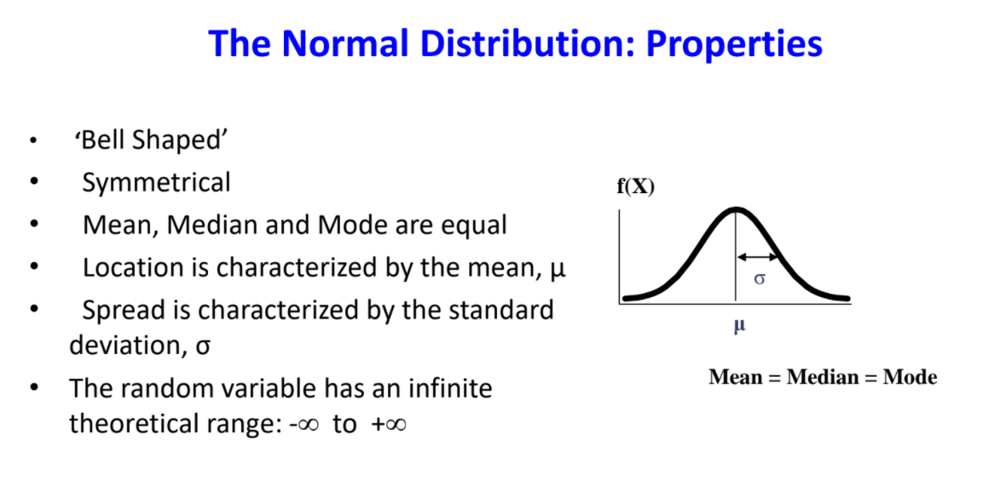 The Normal Distribution: Properties
• ‘Bell Shaped’
• Symmetrical
• Mean, Median and Mode are equal
• Location is characterized by the mean, μ
• Spread is characterized by the standard
deviation, σ
• The random variable has an infinite
theoretical range: -∞ to +∞
f(X)
σ
μ
Mean = Median = Mode